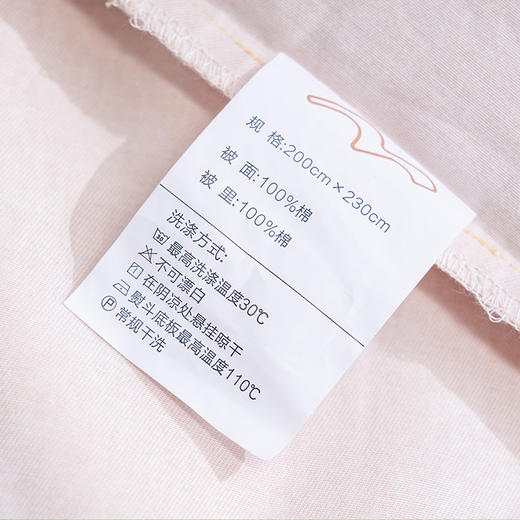 规 格:200cm×230cm
被 面:100%棉
被 里:100%棉
洗涤方式:
最高洗涤温度30℃
不可漂白
在阴凉处悬挂晾干
熨斗底板最高温度110℃
Ⓟ 常规干洗